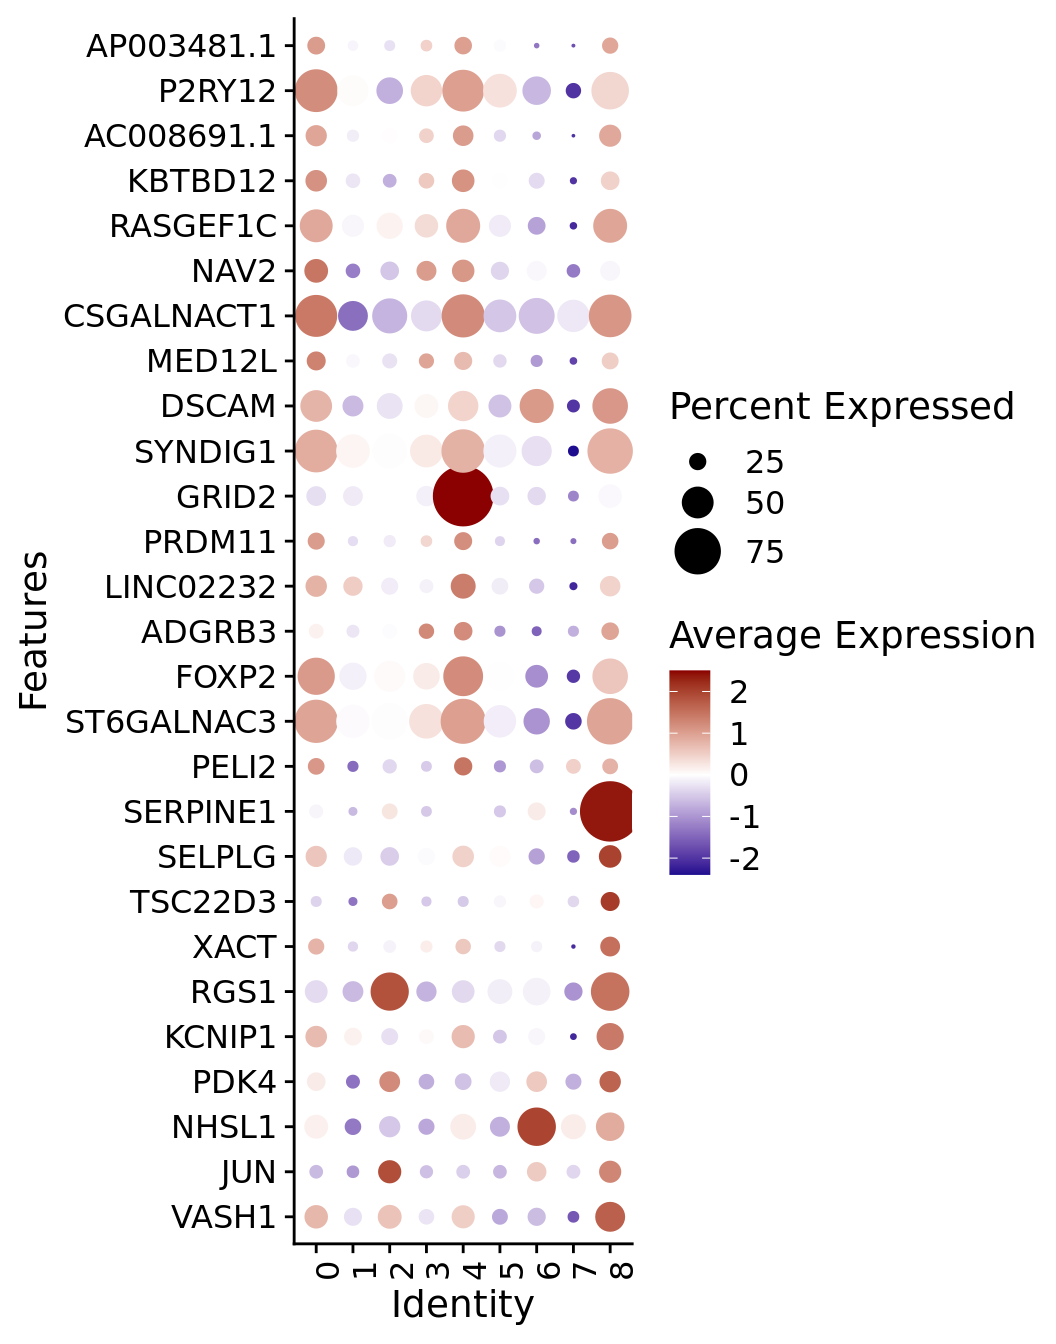 AP003481.1
P2RY12
AC008691.1
KBTBD12
RASGEF1C
NAV2
CSGALNACT1
MED12L
DSCAM
SYNDIG1
GRID2
PRDM11
LINC02232
ADGRB3
FOXP2
ST6GALNAC3
PELI2
SERPINE1
SELPLG
TSC22D3
XACT
RGS1
KCNIP1
PDK4
NHSL1
JUN
VASH1
Features
0 1 2 3 4 5 6 7 8
Identity
Percent Expressed
25
50
75
Average Expression
2
1
0
-1
-2